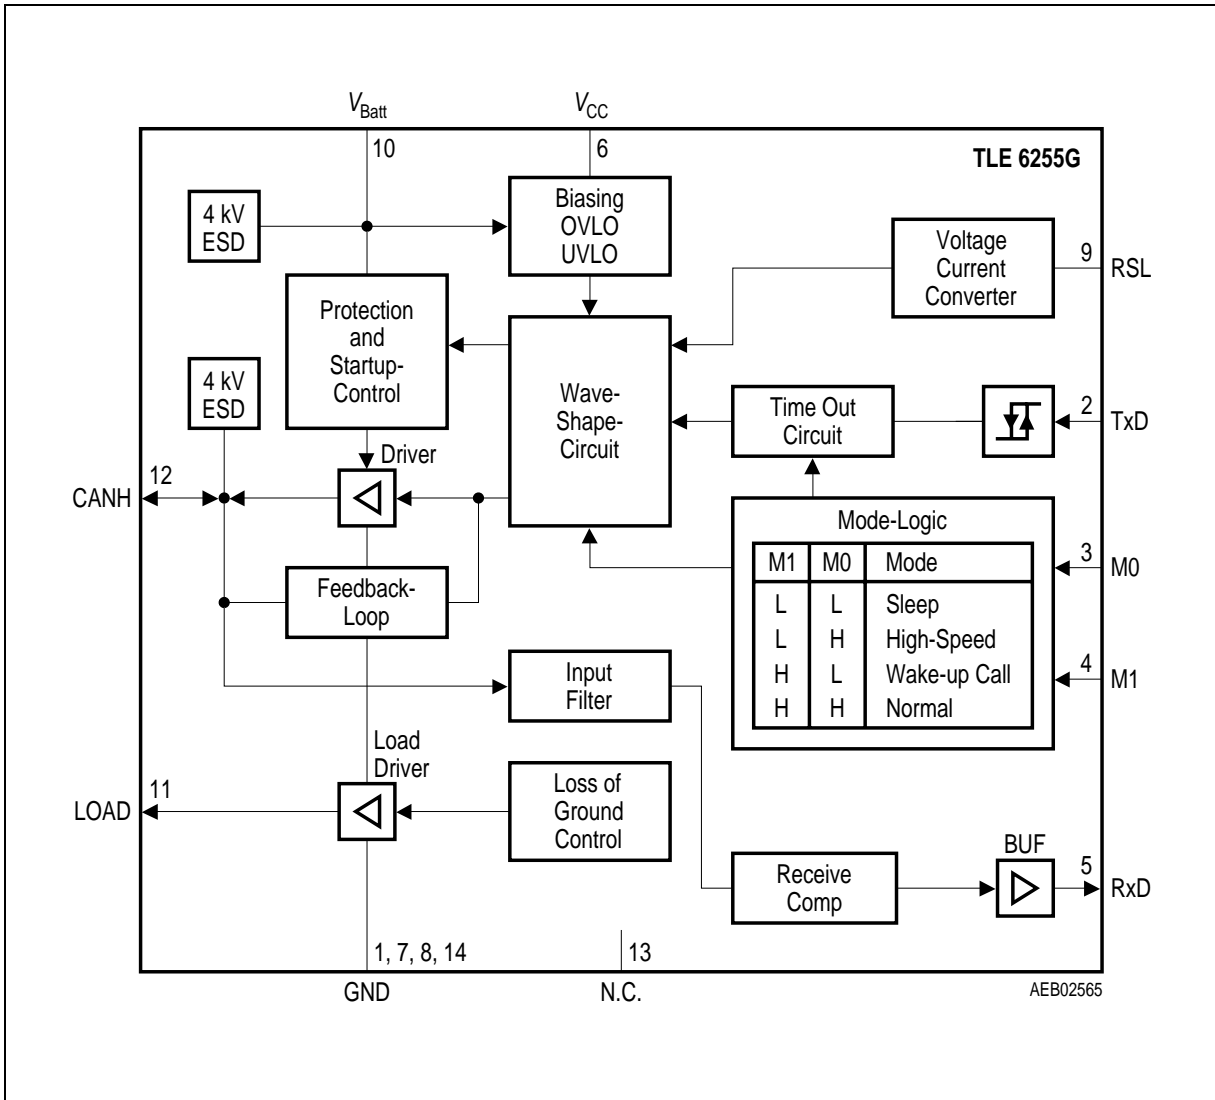 VBatt
VCC
10
6
TLE 6255G
4 kV
ESD
Biasing
OVLO
UVLO
Voltage
Current
Converter
9
RSL
Protection
and
Startup-
Control
4 kV
ESD
Wave-
Shape-
Circuit
Time Out
Circuit
2
TxD
Driver
12
CANH
Mode-Logic
M1 M0 Mode
L L Sleep
L H High-Speed
H L Wake-up Call
H H Normal
3
M0
4
M1
Feedback-
Loop
Input
Filter
Load
Driver
11
LOAD
Loss of
Ground
Control
Receive
Comp
BUF
5
RxD
1, 7, 8, 14
13
GND
N.C.
AEB02565